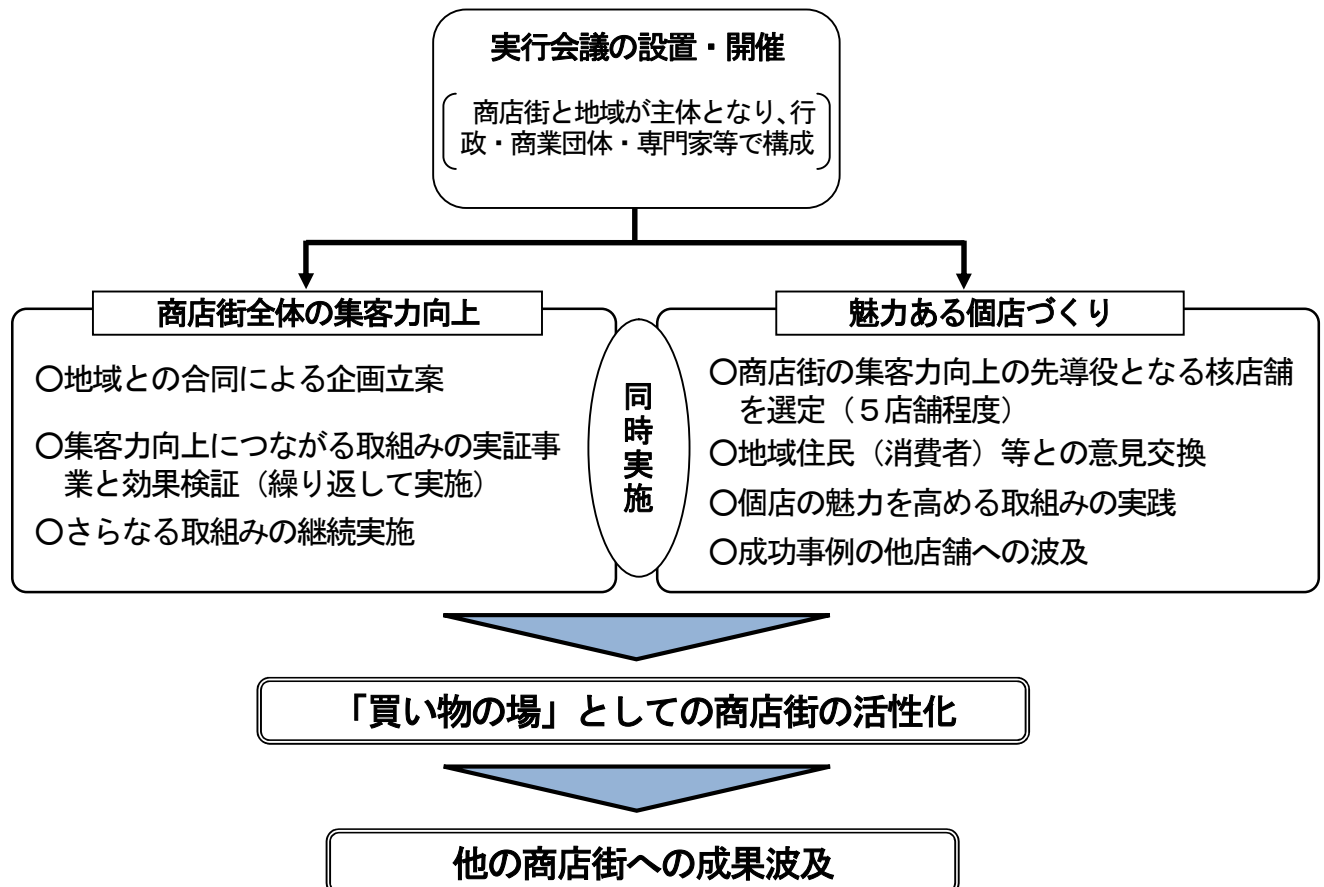 実行会議の設置・開催
商店街と地域が主体となり、行
政・商業団体・専門家等で構成
商店街全体の集客力向上
〇地域との合同による企画立案
〇集客力向上につながる取組みの実証事
業と効果検証（繰り返して実施）
〇さらなる取組みの継続実施
同時実施
魅力ある個店づくり
〇商店街の集客力向上の先導役となる核店舗
を選定（５店舗程度）
〇地域住民（消費者）等との意見交換
〇個店の魅力を高める取組みの実践
〇成功事例の他店舗への波及
「買い物の場」としての商店街の活性化
他の商店街への成果波及